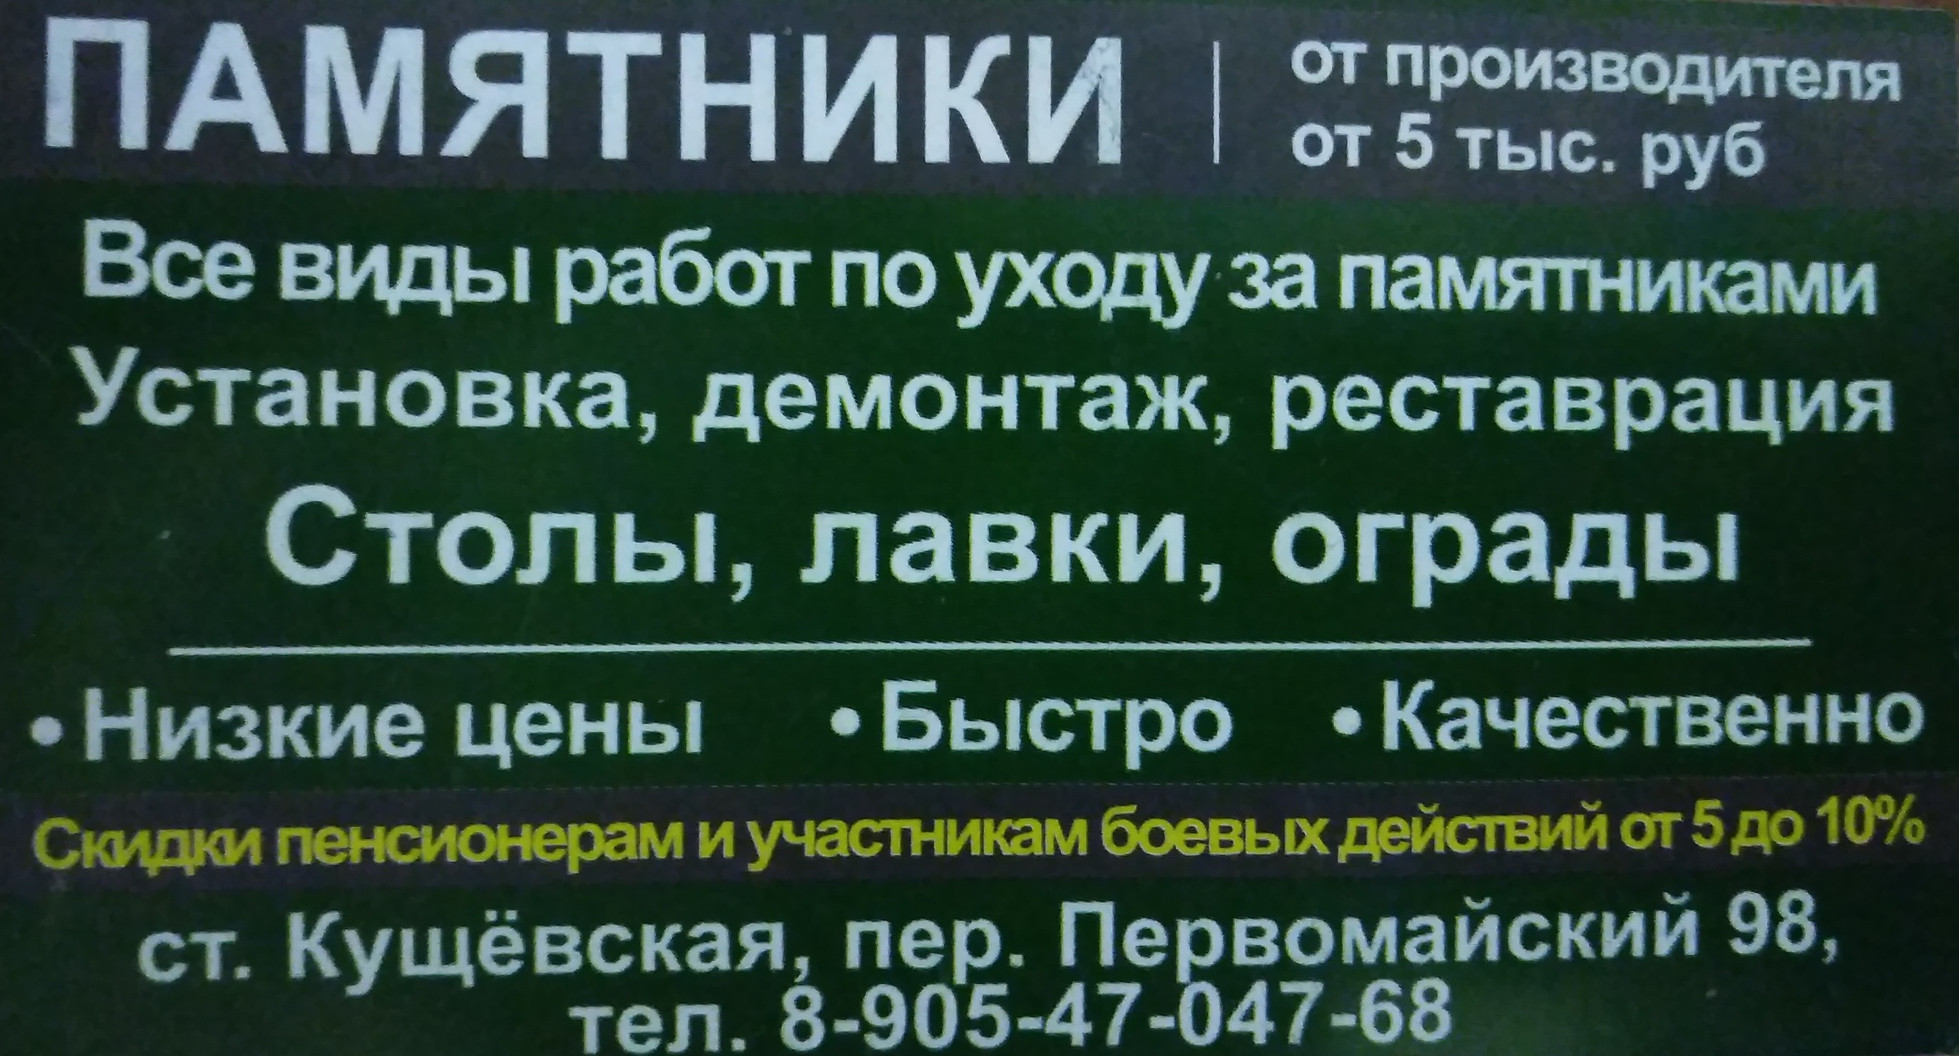 ПАМЯТНИКИ
от производителя
от 5 тыс. руб
Все виды работ по уходу за памятниками
Установка, демонтаж, реставрация
Столы, лавки, ограды
•Низкие цены •Быстро •Качественно
Скидки пенсионерам и участникам боевых действий от 5 до 10%
ст. Кущёвская, пер. Первомайский 98,
тел. 8-905-47-047-68